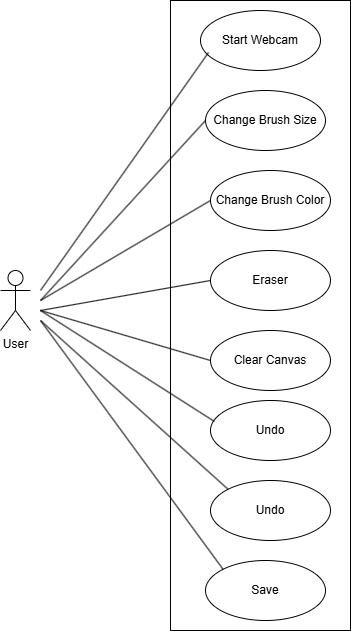 Start Webcam
Change Brush Size
Change Brush Color
Eraser
User
Clear Canvas
Undo
Undo
Save